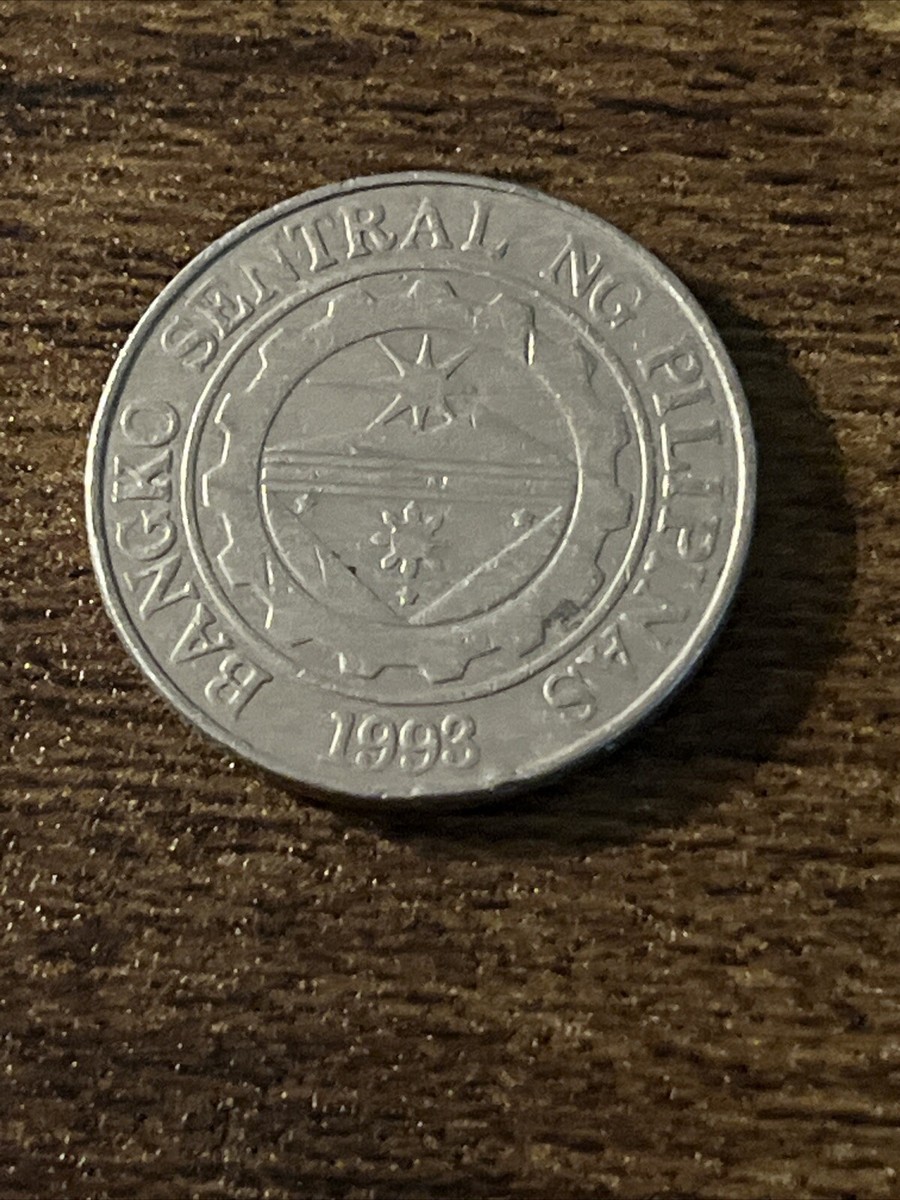 BANGKO SENTRAL NG PILIPINAS
1993